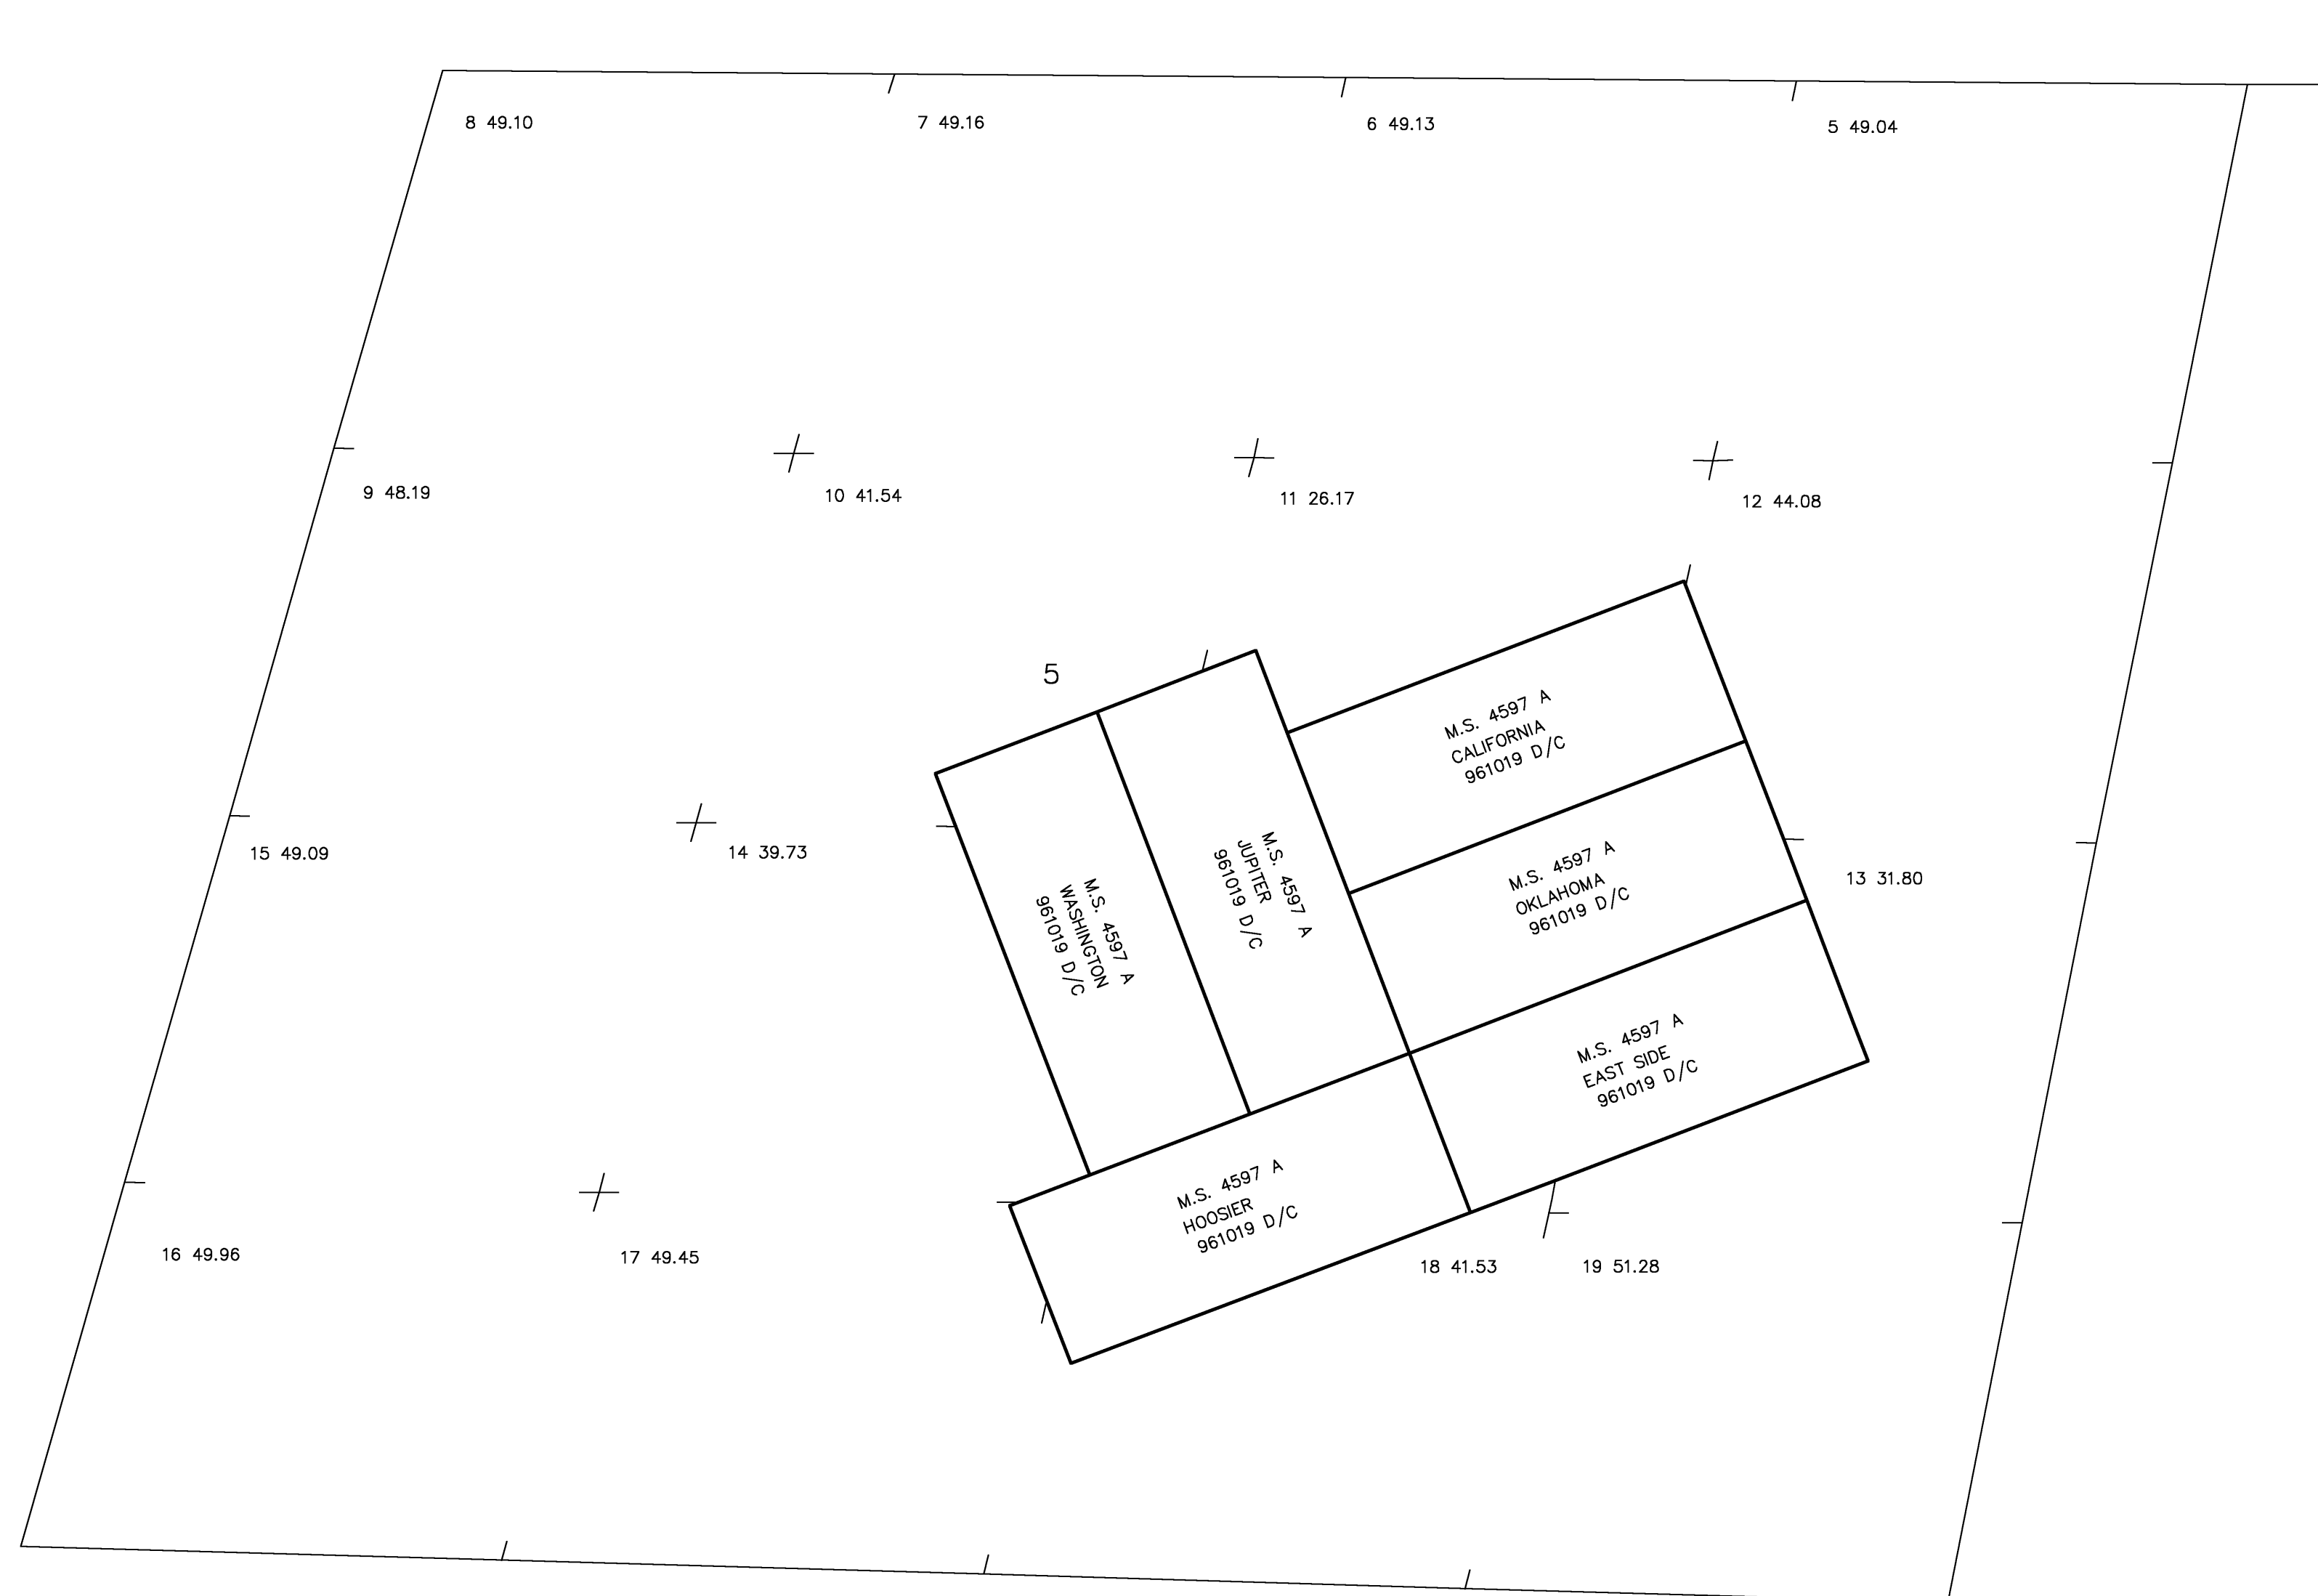 8 49.10
7 49.16
6 49.13
5 49.04
9 48.19
10 41.54
11 26.17
12 44.08
5
M.S. 4597 A
CALIFORNIA
961019 D/C
15 49.09
14 39.73
M.S. 4597 A
WASHINGTON
961019 D/C
M.S. 4597 A
JUPITER
961019 D/C
M.S. 4597 A
OKLAHOMA
961019 D/C
13 31.80
M.S. 4597 A
EAST SIDE
961019 D/C
M.S. 4597 A
HOOSIER
961019 D/C
16 49.96
17 49.45
18 41.53
19 51.28